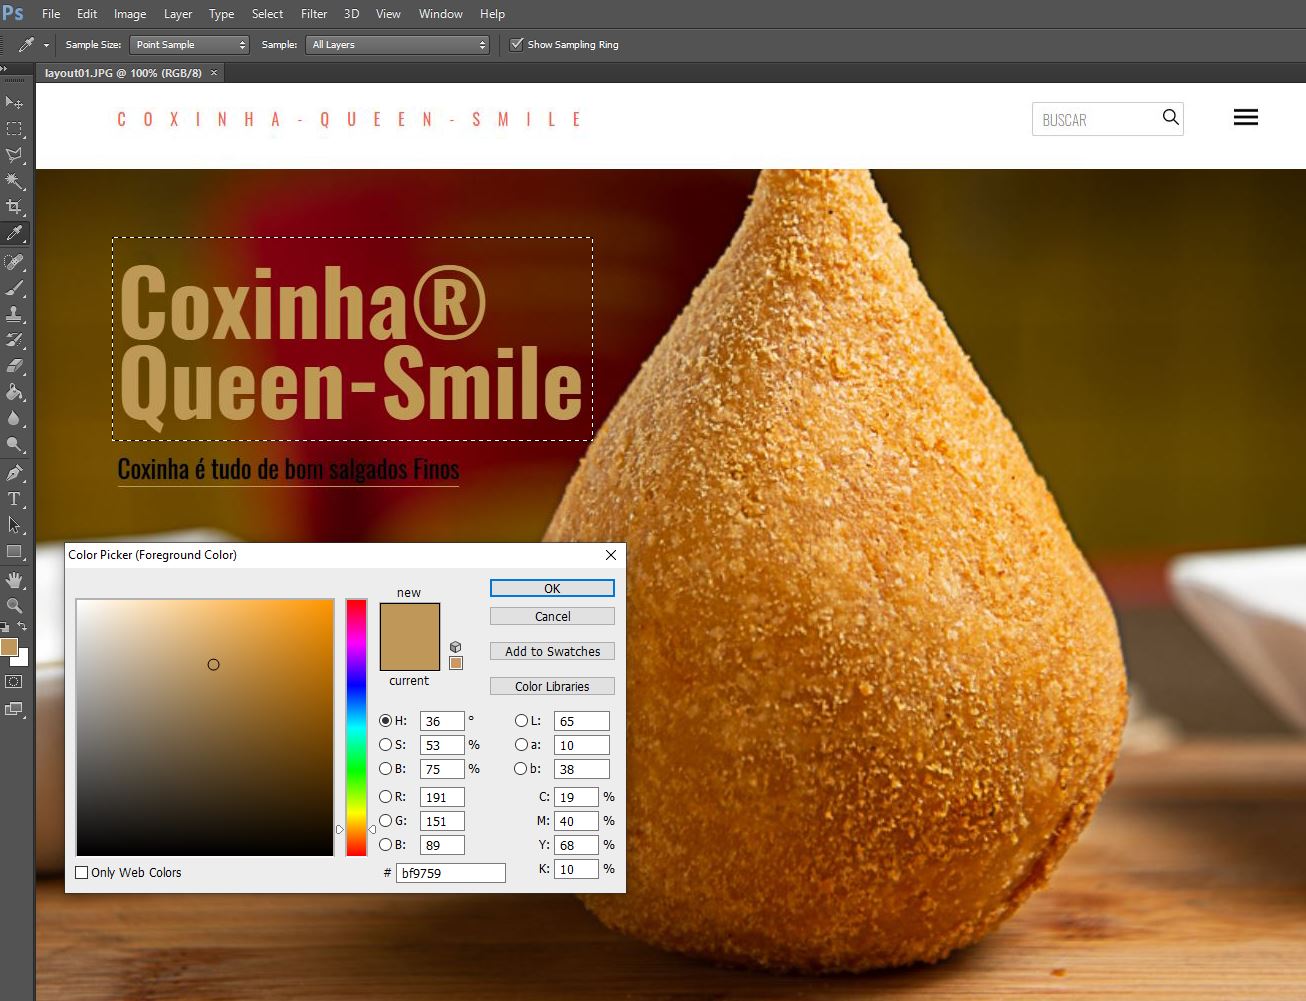 Ps File Edit Image Layer Type Select Filter 3D View Window Help
Sample Size: Point Sample Sample: All Layers Show Sampling Ring
layout01.JPG @ 100% (RGB/8) ×
COXINHA-QUEEN-SMILE
BUSCAR
Coxinha®
Queen-Smile
Coxinha é tudo de bom salgados Finos
Color Picker (Foreground Color)
new
current
OK
Cancel
Add to Swatches
Color Libraries
H: 36 ° L: 65
S: 53 % a: 10
B: 75 % b: 38
R: 191 C: 19 %
G: 151 M: 40 %
B: 89 Y: 68 %
# bf9759 K: 10 %
Only Web Colors
T